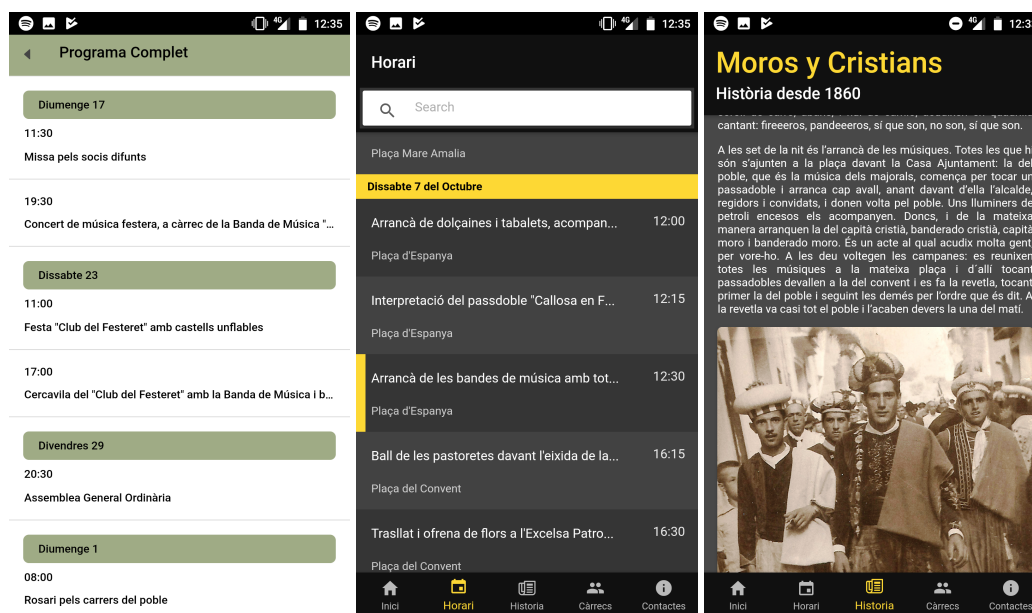 4G 12:35
Programa Complet
Diumenge 17
11:30
Missa pels socis difunts
19:30
Concert de música festera, a càrrec de la Banda de Música "...
Dissabte 23
11:00
Festa "Club del Festeret" amb castells unflables
17:00
Cercavila del "Club del Festeret" amb la Banda de Música i b...
Divendres 29
20:30
Assemblea General Ordinària
Diumenge 1
08:00
Rosari pels carrers del poble
4G 12:35
Horari
Search
Plaça Mare Amalia
Dissabte 7 del Octubre
Arrancà de dolçaines i tabalets, acompan... 12:00
Plaça d'Espanya
Interpretació del passdoble "Callosa en F... 12:15
Plaça d'Espanya
Arrancà de les bandes de música amb tot... 12:30
Plaça d'Espanya
Ball de les pastoretes davant l'eixida de la... 16:15
Plaça del Convent
Trasllat i ofrena de flors a l'Excelsa Patro... 16:30
Plaça del Convent
Inici Horari Historia Càrrecs Contactes
4G 12:3
Moros y Cristians
Història desde 1860
cantant: fireeeros, pandeeeros, sí que son, no son, sí que son.
A les set de la nit és l'arrancà de les músiques. Totes les que hi
són s'ajunten a la plaça davant la Casa Ajuntament: la del
poble, que és la música dels majorals, comença per tocar un
passadoble i arranca cap avall, anant davant d'ella l'alcalde,
regidors i convidats, i donen volta pel poble. Uns lluminers de
petroli encesos els acompanyen. Doncs, i de la mateixa
manera arranquen la del capità cristià, banderado cristià, capità
moro i banderado moro. És un acte al qual acudix molta gent
per vore-ho. A les deu voltegen les campanes: es reunixen
totes les músiques a la mateixa plaça i d´allí tocant
passadobles devallen a la del convent i es fa la revetla, tocant
primer la del poble i seguint les demés per l'ordre que és dit. A
la revetla va casi tot el poble i l'acaben devers la una del matí.
Inici Horari Historia Càrrecs Contactes